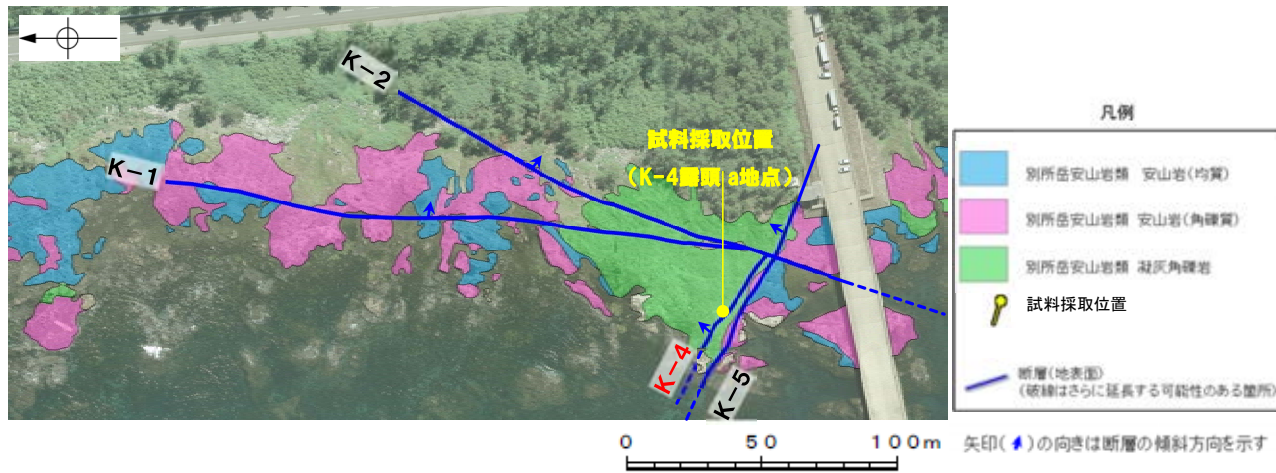 K-2
K-1
試料採取位置
(K-4露頭 a地点)
K-4
K-5
凡例
別所岳安山岩類 安山岩(均質)
別所岳安山岩類 安山岩(角礫質)
別所岳安山岩類 凝灰角礫岩
試料採取位置
断層(地表面)
(破線はさらに延長する可能性のある箇所)
0 50 100m
矢印( )の向きは断層の傾斜方向を示す